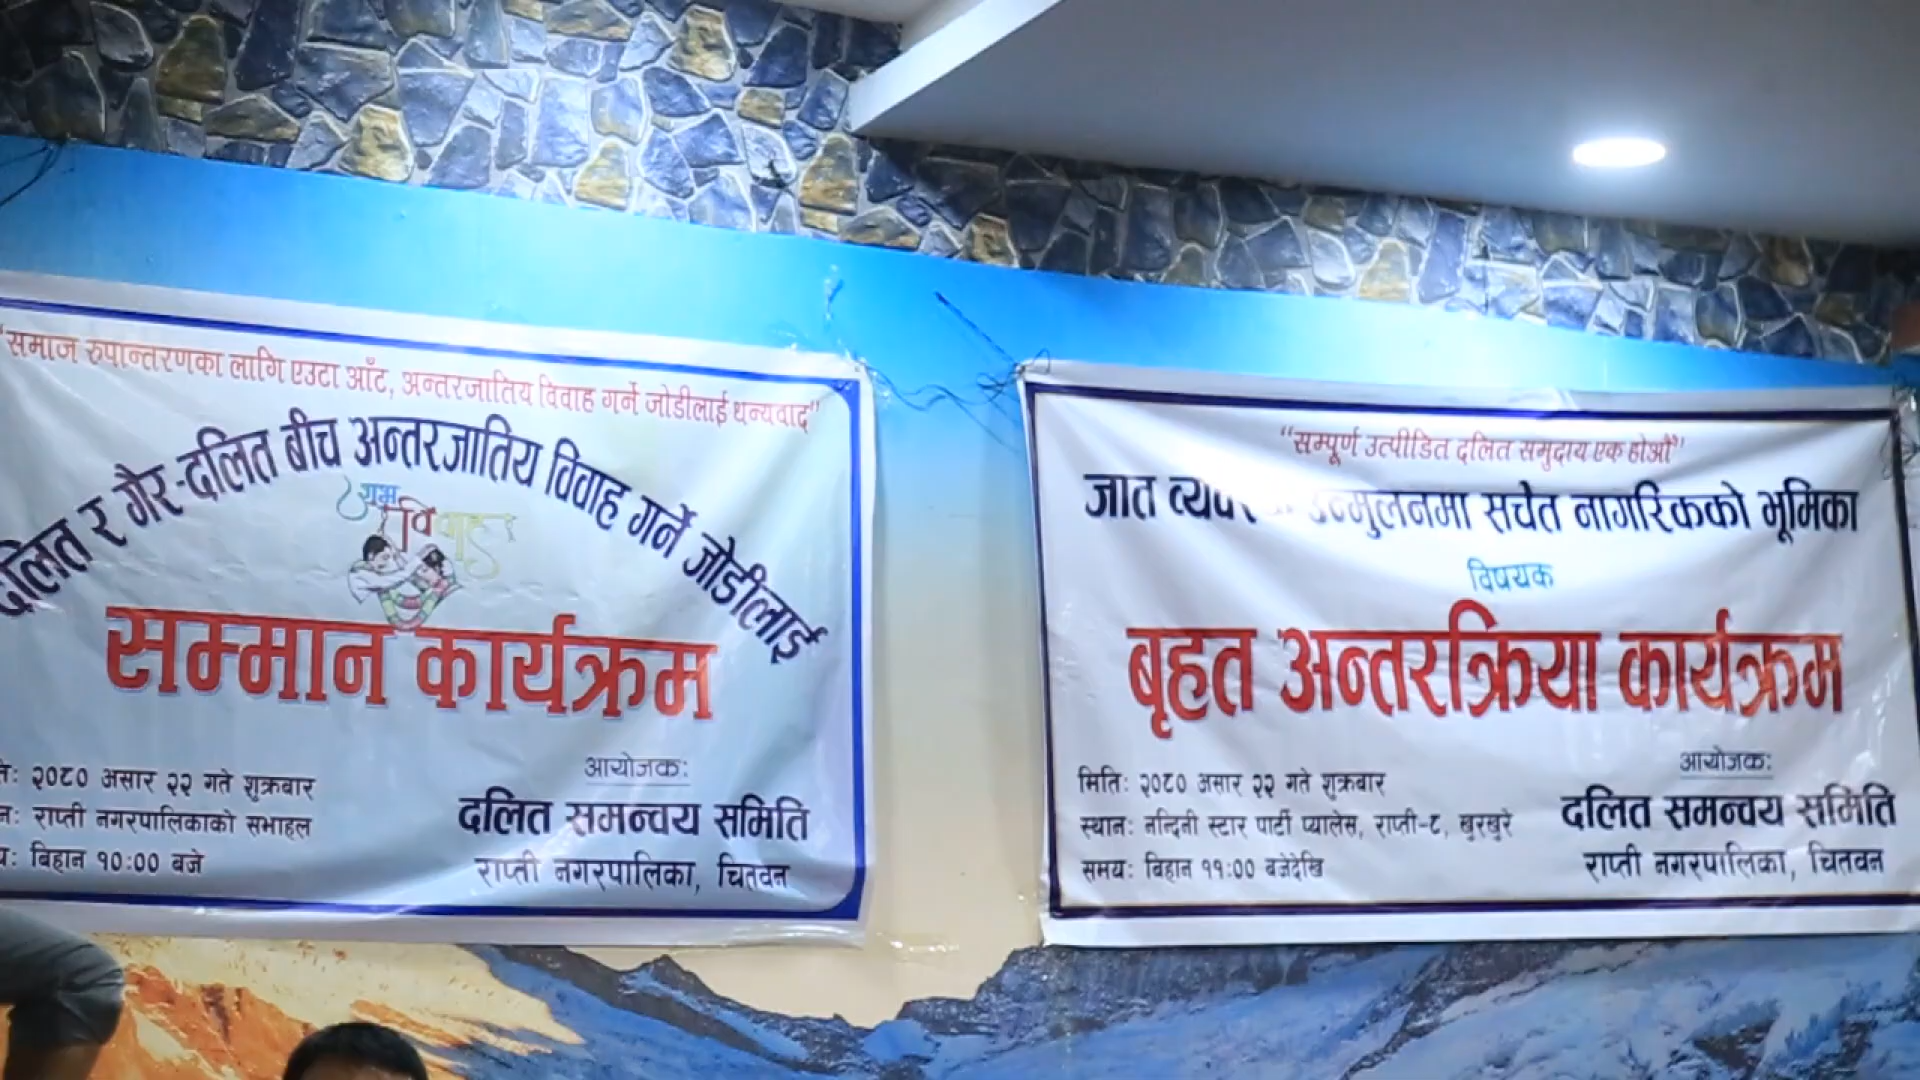 “समाज रुपान्तरणका लागि एउटा आँट, अन्तरजातिय विवाह गर्ने जोडीलाई धन्यवाद”
दलित र गैर-दलित बीच अन्तरजातिय विवाह गर्ने जोडीलाई
शुभ
विवाह
सम्मान कार्यक्रम
२०८० असार २२ गते शुक्रबार
राप्ती नगरपालिकाको सभाहल
बिहान १०:०० बजे
आयोजक:
दलित समन्वय समिति
राप्ती नगरपालिका, चितवन
“सम्पूर्ण उत्पीडित दलित समुदाय एक होऔं”
जात उन्मुलनमा सचेत नागरिकको भूमिका
विषयक
बृहत अन्तरक्रिया कार्यक्रम
मिति: २०८० असार २२ गते शुक्रबार
स्थान: नन्दिनी स्टार पार्टी प्यालेस, राप्ती-८, खुरखुरे
समय: बिहान ११:०० बजेदेखि
आयोजक:
दलित समन्वय समिति
राप्ती नगरपालिका, चितवन